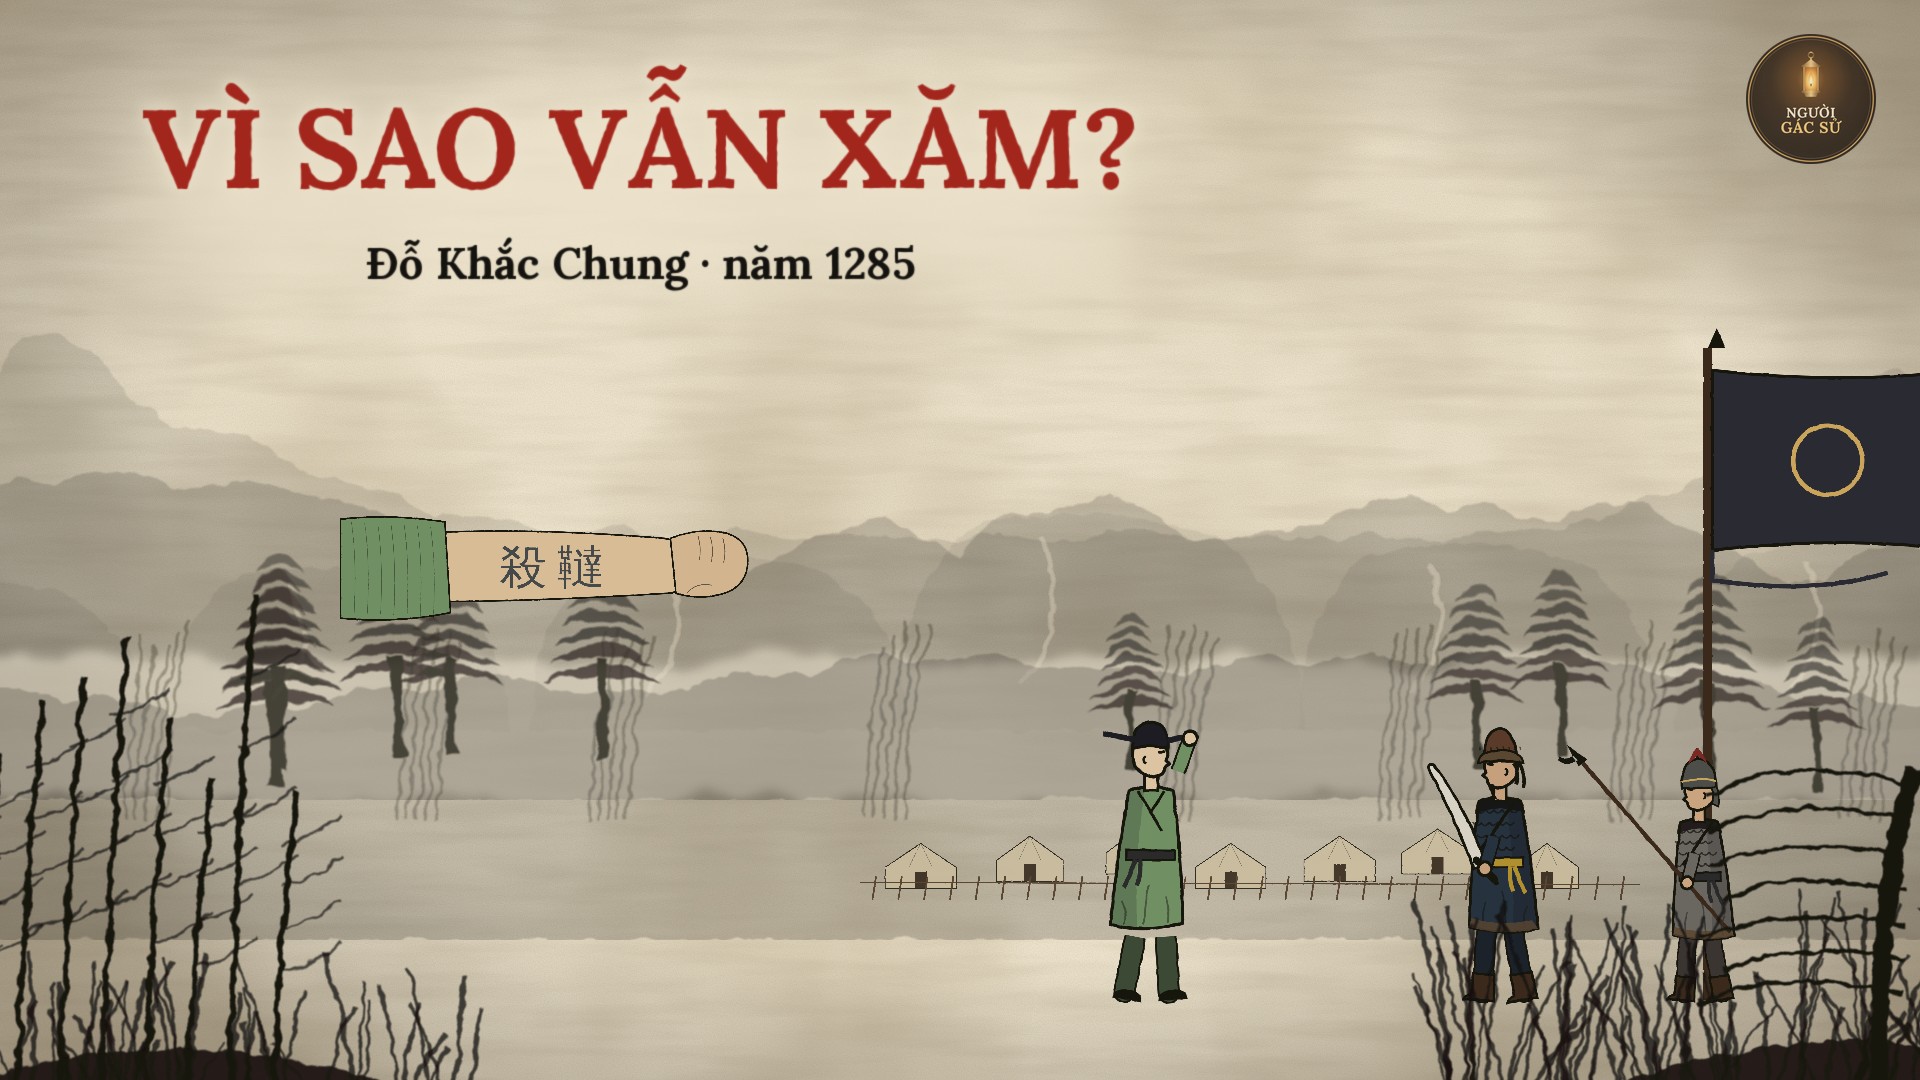 VÌ SAO VẪN XĂM?
NGƯỜI
GÁC SỬ
Đỗ Khắc Chung · năm 1285
殺韃